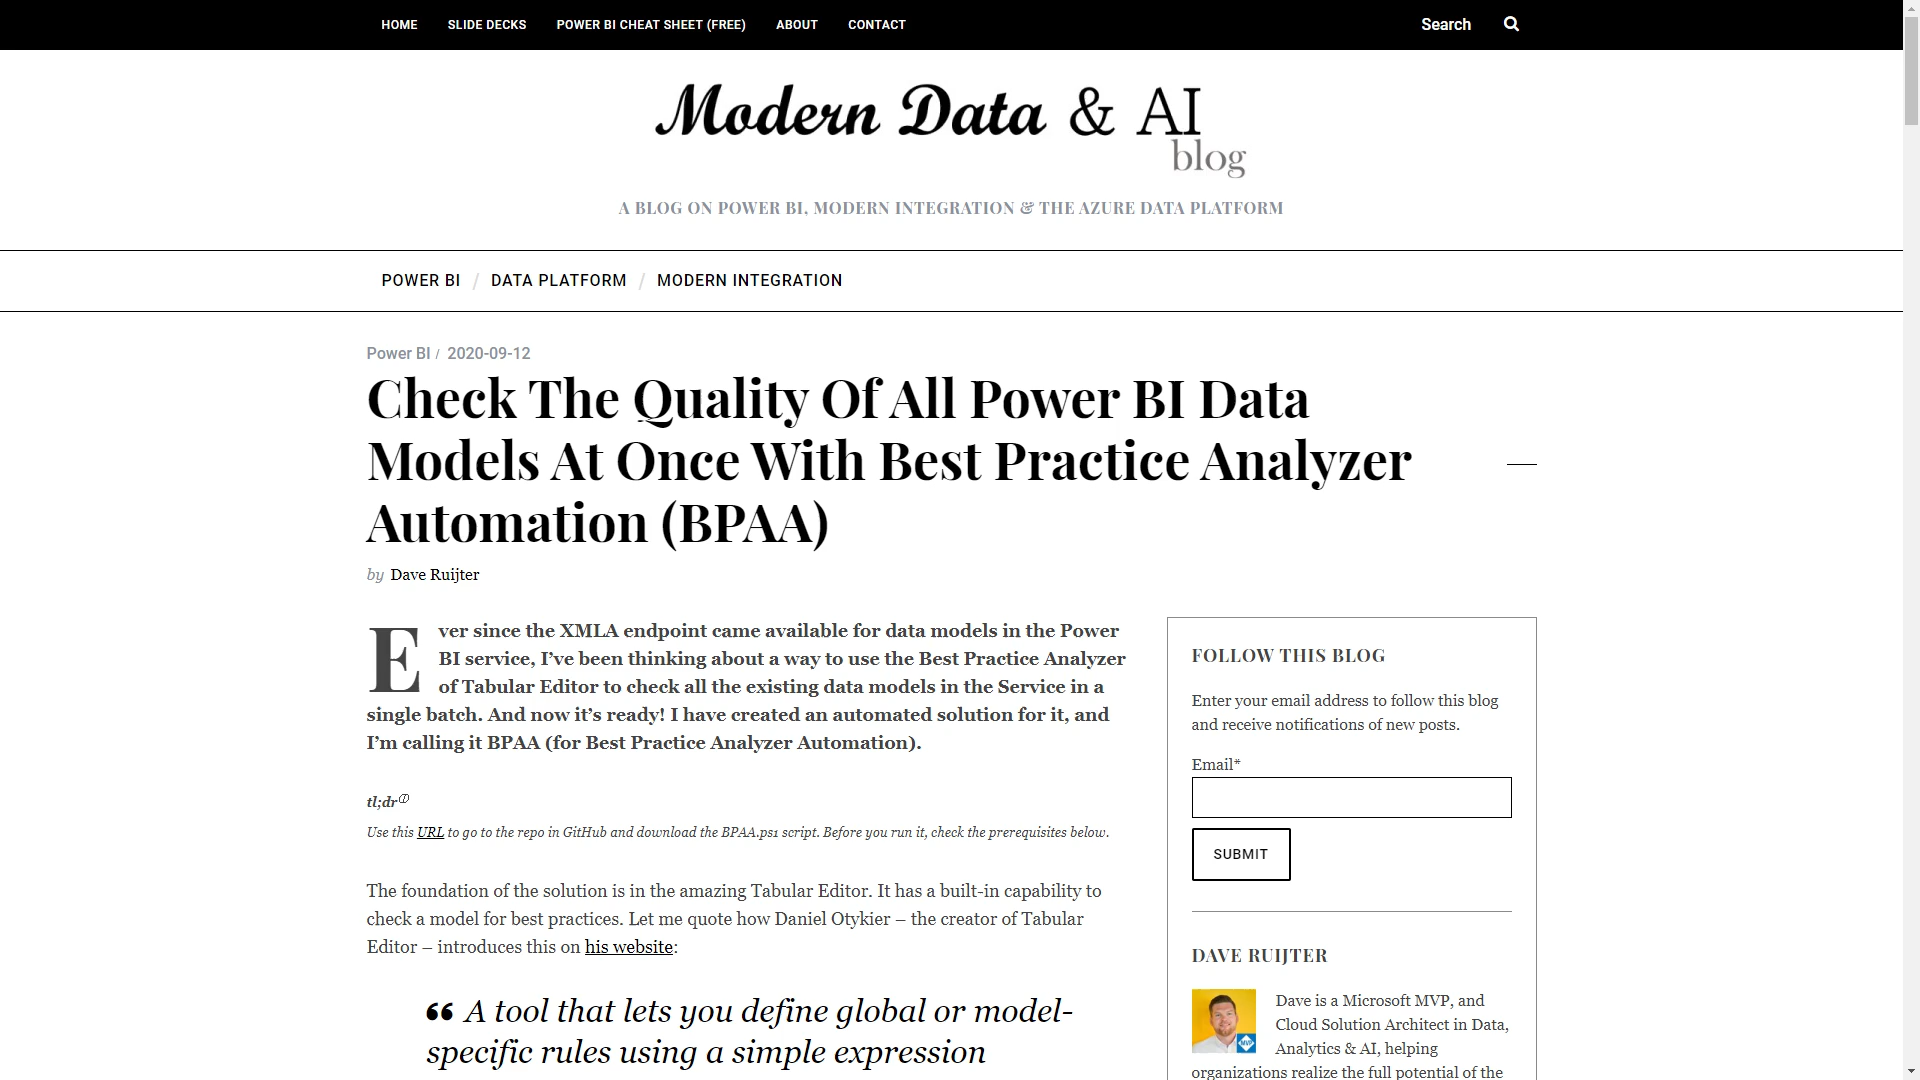 HOME SLIDE DECKS POWER BI CHEAT SHEET (FREE) ABOUT CONTACT Search
Modern Data & AI
blog
A BLOG ON POWER BI, MODERN INTEGRATION & THE AZURE DATA PLATFORM
POWER BI / DATA PLATFORM / MODERN INTEGRATION
Power BI / 2020-09-12
Check The Quality Of All Power BI Data
Models At Once With Best Practice Analyzer
Automation (BPAA)
by Dave Ruijter
Ever since the XMLA endpoint came available for data models in the Power
BI service, I’ve been thinking about a way to use the Best Practice Analyzer
of Tabular Editor to check all the existing data models in the Service in a
single batch. And now it’s ready! I have created an automated solution for it, and
I’m calling it BPAA (for Best Practice Analyzer Automation).
tl;drⓘ
Use this URL to go to the repo in GitHub and download the BPAA.ps1 script. Before you run it, check the prerequisites below.
The foundation of the solution is in the amazing Tabular Editor. It has a built-in capability to
check a model for best practices. Let me quote how Daniel Otykier – the creator of Tabular
Editor – introduces this on his website:
“ A tool that lets you define global or model-
specific rules using a simple expression
FOLLOW THIS BLOG
Enter your email address to follow this blog
and receive notifications of new posts.
Email*
SUBMIT
DAVE RUIJTER
MVP
Dave is a Microsoft MVP, and
Cloud Solution Architect in Data,
Analytics & AI, helping
organizations realize the full potential of the